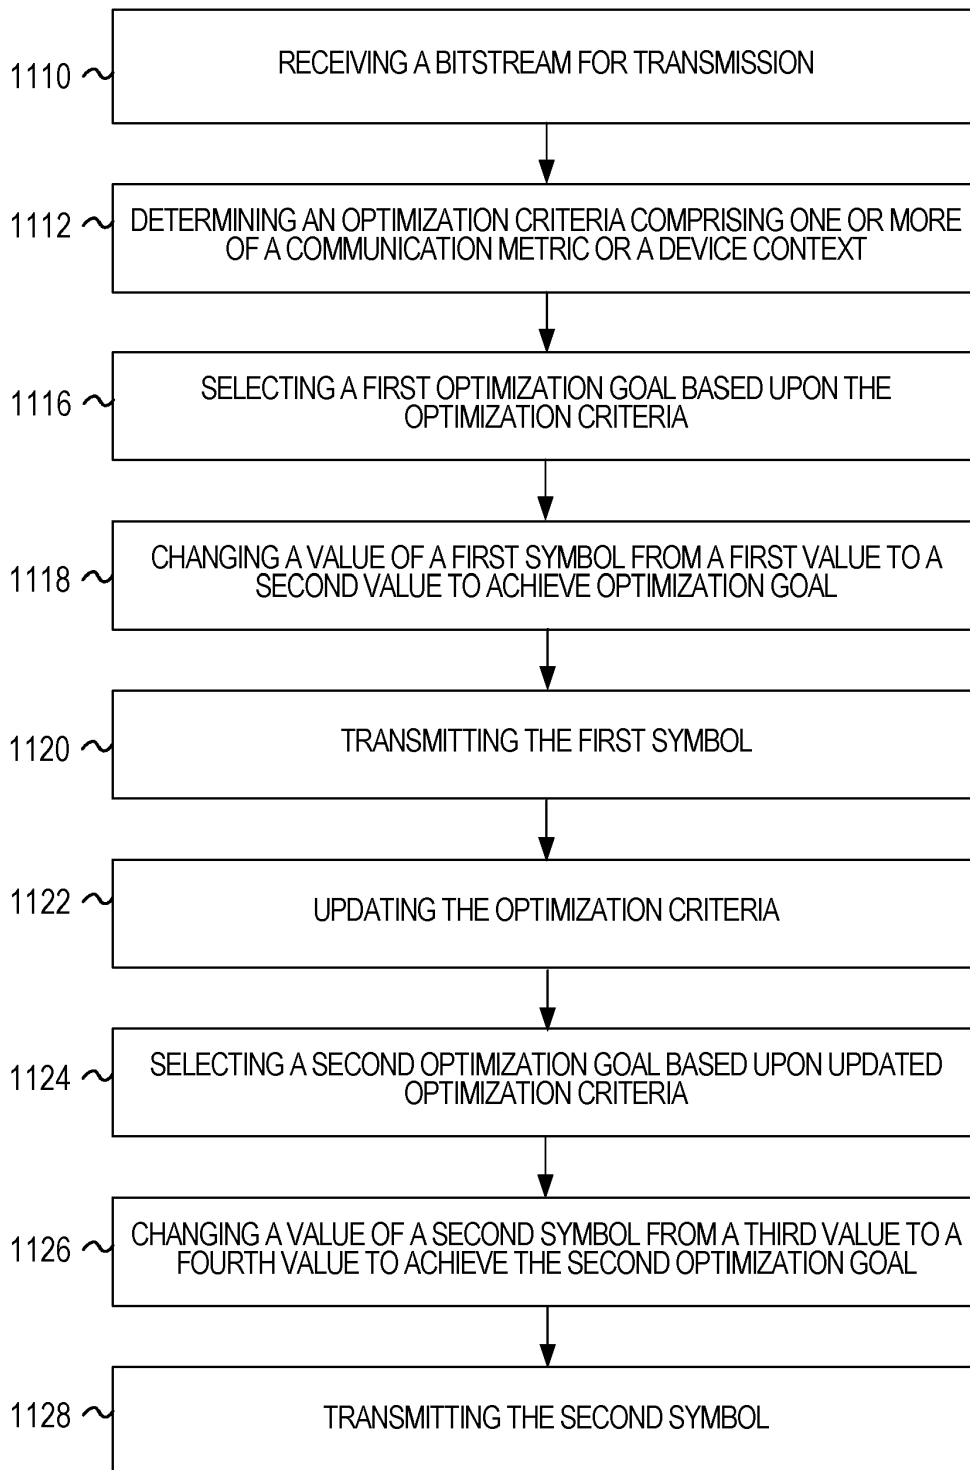 1110
RECEIVING A BITSTREAM FOR TRANSMISSION
1112
DETERMINING AN OPTIMIZATION CRITERIA COMPRISING ONE OR MORE
OF A COMMUNICATION METRIC OR A DEVICE CONTEXT
1116
SELECTING A FIRST OPTIMIZATION GOAL BASED UPON THE
OPTIMIZATION CRITERIA
1118
CHANGING A VALUE OF A FIRST SYMBOL FROM A FIRST VALUE TO A
SECOND VALUE TO ACHIEVE OPTIMIZATION GOAL
1120
TRANSMITTING THE FIRST SYMBOL
1122
UPDATING THE OPTIMIZATION CRITERIA
1124
SELECTING A SECOND OPTIMIZATION GOAL BASED UPON UPDATED
OPTIMIZATION CRITERIA
1126
CHANGING A VALUE OF A SECOND SYMBOL FROM A THIRD VALUE TO A
FOURTH VALUE TO ACHIEVE THE SECOND OPTIMIZATION GOAL
1128
TRANSMITTING THE SECOND SYMBOL